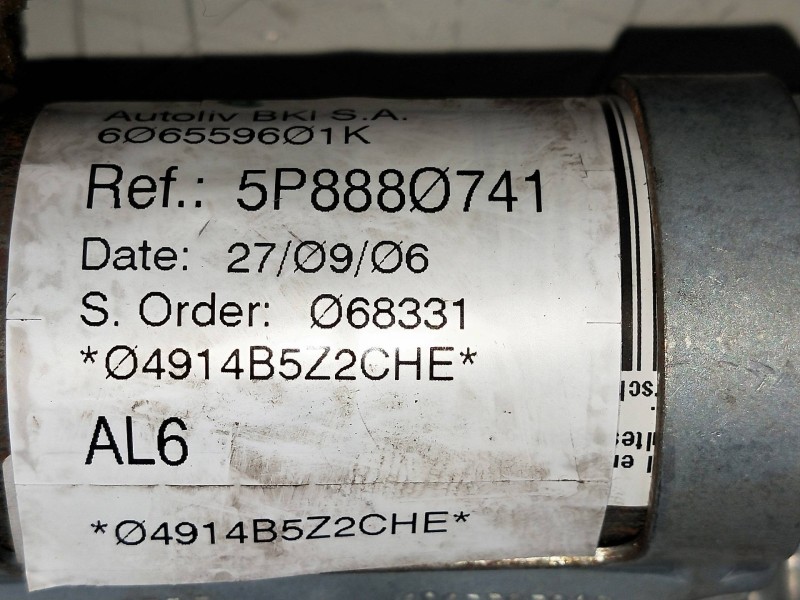 Autoliv BKI S.A.
6Ø65596Ø1K
Ref.: 5P888Ø741
Date: 27/Ø9/Ø6
S. Order: Ø68331
*Ø4914B5Z2CHE*
AL6
*Ø4914B5Z2CHE*